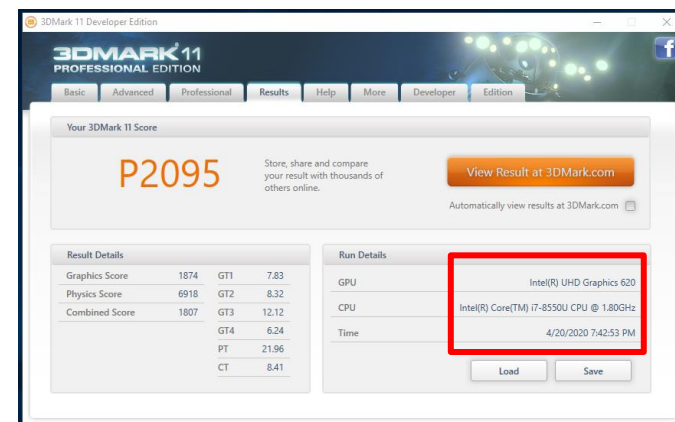 3DMark 11 Developer Edition
3DMARK'11
PROFESSIONAL EDITION
Basic Advanced Professional Results Help More Developer Edition
Your 3DMark 11 Score
P2095
Store, share and compare
your result with thousands of
others online.
View Result at 3DMark.com
Automatically view results at 3DMark.com
Result Details
Graphics Score 1874 GT1 7.83
Physics Score 6918 GT2 8.32
Combined Score 1807 GT3 12.12
GT4 6.24
PT 21.96
CT 8.41
Run Details
GPU Intel(R) UHD Graphics 620
CPU Intel(R) Core(TM) i7-8550U CPU @ 1.80GHz
Time 4/20/2020 7:42:53 PM
Load Save